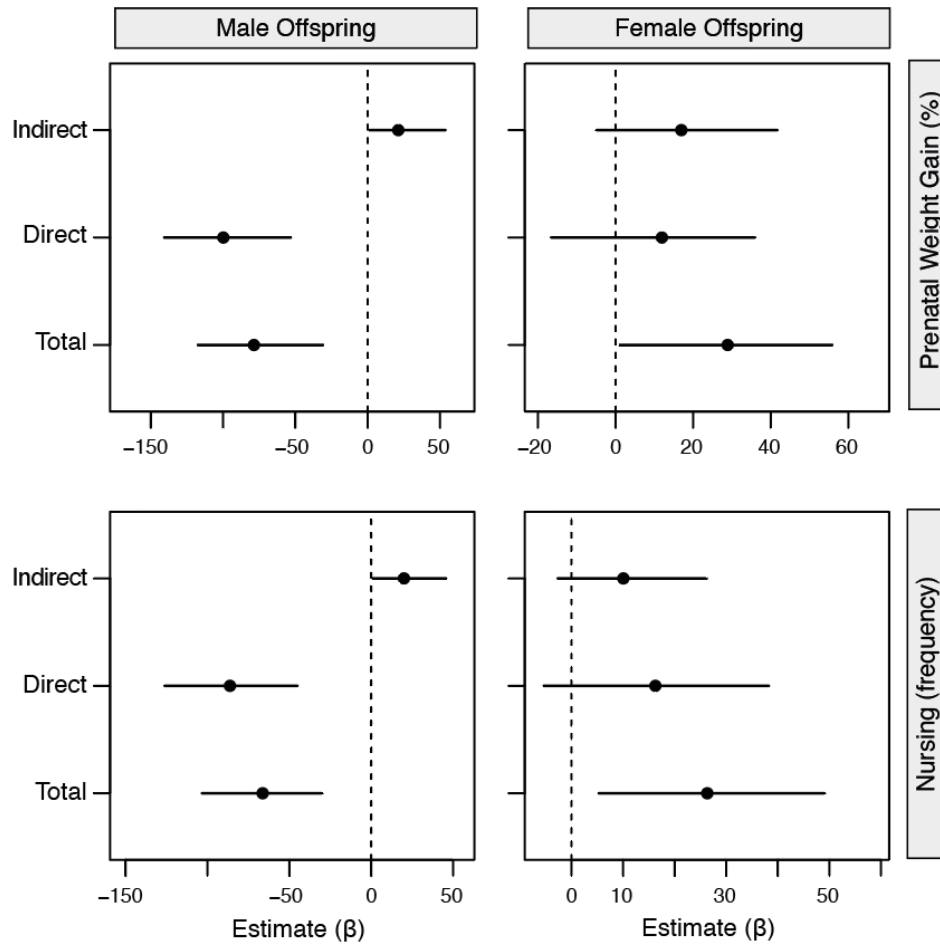 Male Offspring
Female Offspring
Indirect
Direct
Total
−150
−50
0
50
−20
0
20
40
60
Prenatal Weight Gain (%)
Indirect
Direct
Total
−150
−50
0
50
0
10
30
50
Estimate (β)
Estimate (β)
Nursing (frequency)